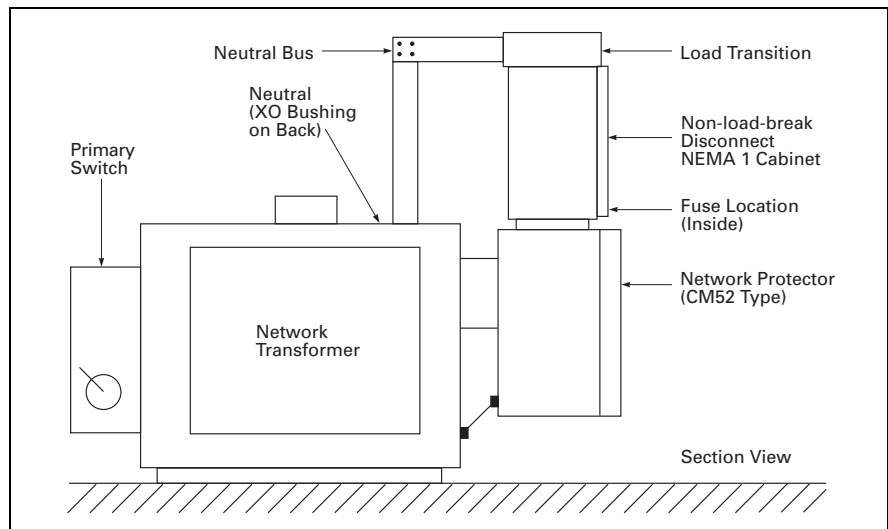 Neutral Bus
Load Transition
Neutral
(XO Bushing
on Back)
Non-load-break
Disconnect
NEMA 1 Cabinet
Primary
Switch
Fuse Location
(Inside)
Network Protector
(CM52 Type)
Network
Transformer
Section View